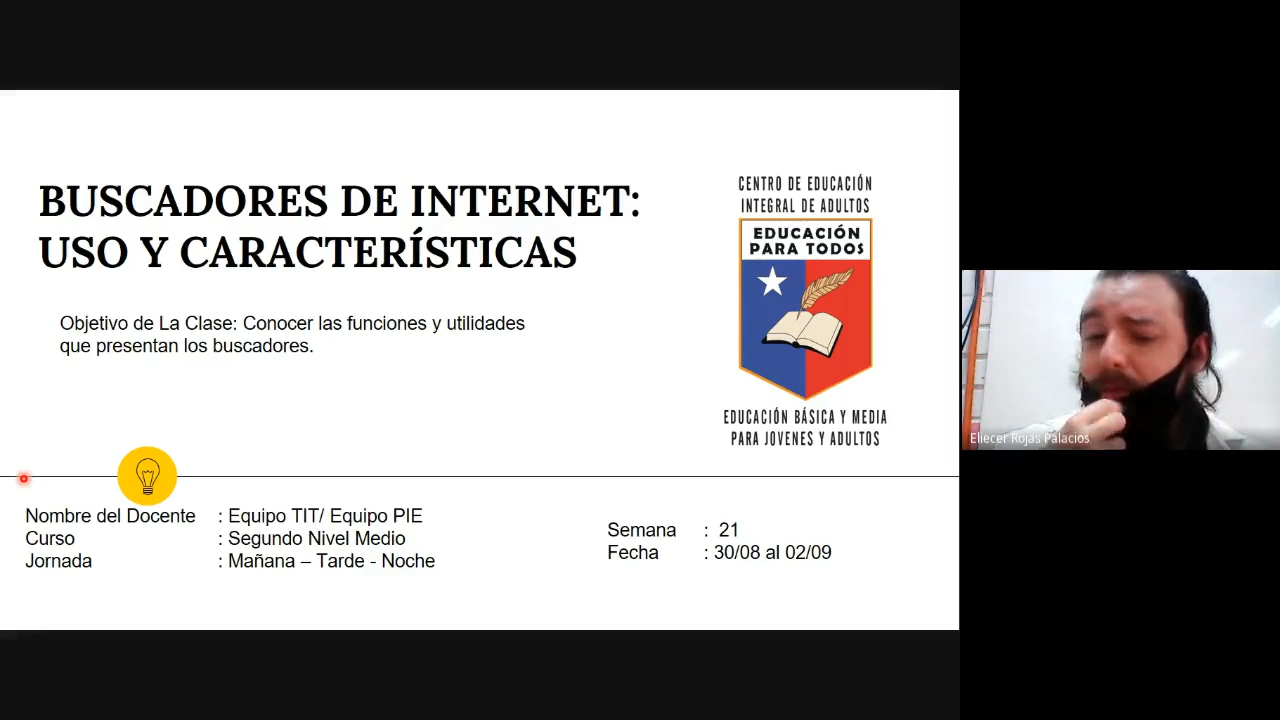 BUSCADORES DE INTERNET:
USO Y CARACTERÍSTICAS
Objetivo de La Clase: Conocer las funciones y utilidades
que presentan los buscadores.
CENTRO DE EDUCACIÓN
INTEGRAL DE ADULTOS
EDUCACIÓN
PARA TODOS
EDUCACIÓN BÁSICA Y MEDIA
PARA JOVENES Y ADULTOS
Nombre del Docente : Equipo TIT/ Equipo PIE
Curso : Segundo Nivel Medio
Jornada : Mañana – Tarde - Noche
Semana : 21
Fecha : 30/08 al 02/09
Eliecer Rojas Palacios